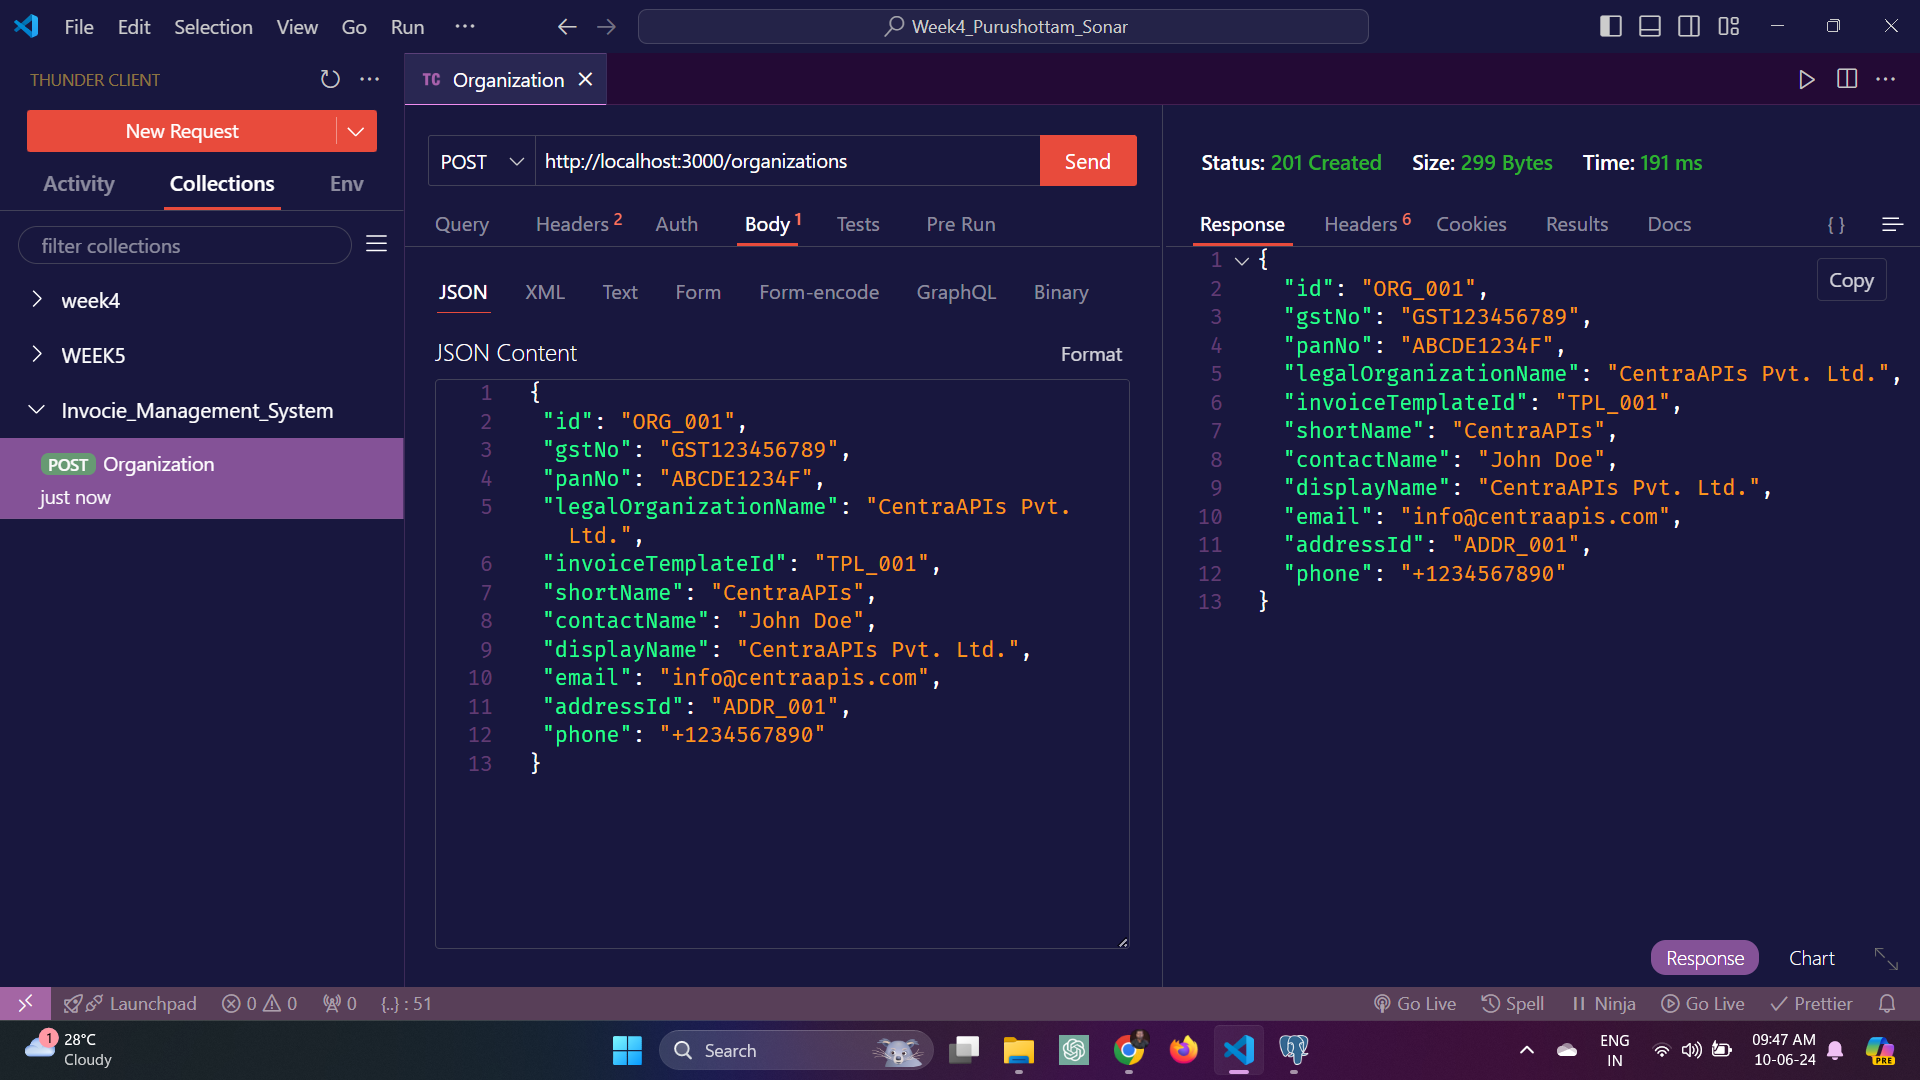 File Edit Selection View Go Run ··· Week4_Purushottam_Sonar
THUNDER CLIENT
TC Organization
New Request
Activity Collections Env
filter collections
week4
WEEK5
Invocie_Management_System
POST Organization
just now
POST http://localhost:3000/organizations Send
Query Headers 2 Auth Body 1 Tests Pre Run
JSON XML Text Form Form-encode GraphQL Binary
JSON Content Format
1 {
2 "id": "ORG_001",
3 "gstNo": "GST123456789",
4 "panNo": "ABCDE1234F",
5 "legalOrganizationName": "CentraAPIs Pvt.
Ltd.",
6 "invoiceTemplateId": "TPL_001",
7 "shortName": "CentraAPIs",
8 "contactName": "John Doe",
9 "displayName": "CentraAPIs Pvt. Ltd.",
10 "email": "info@centraapis.com",
11 "addressId": "ADDR_001",
12 "phone": "+1234567890"
13 }
Status: 201 Created Size: 299 Bytes Time: 191 ms
Response Headers 6 Cookies Results Docs { }
Copy
1 {
2 "id": "ORG_001",
3 "gstNo": "GST123456789",
4 "panNo": "ABCDE1234F",
5 "legalOrganizationName": "CentraAPIs Pvt. Ltd.",
6 "invoiceTemplateId": "TPL_001",
7 "shortName": "CentraAPIs",
8 "contactName": "John Doe",
9 "displayName": "CentraAPIs Pvt. Ltd.",
10 "email": "info@centraapis.com",
11 "addressId": "ADDR_001",
12 "phone": "+1234567890"
13 }
Response Chart
Launchpad 0 0 0 {..} : 51 Go Live Spell Ninja Go Live Prettier
1 28°C
Cloudy
Search
ENG
IN
09:47 AM
10-06-24
PRE